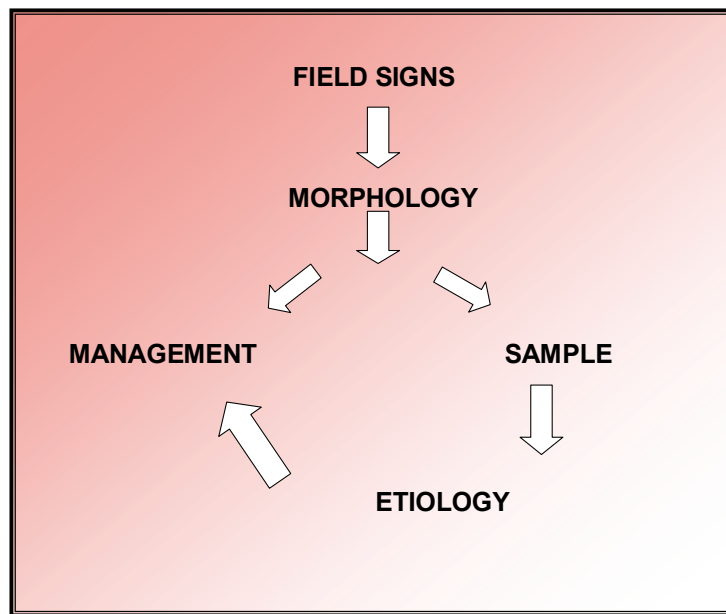 FIELD SIGNS
MORPHOLOGY
MANAGEMENT
SAMPLE
ETIOLOGY